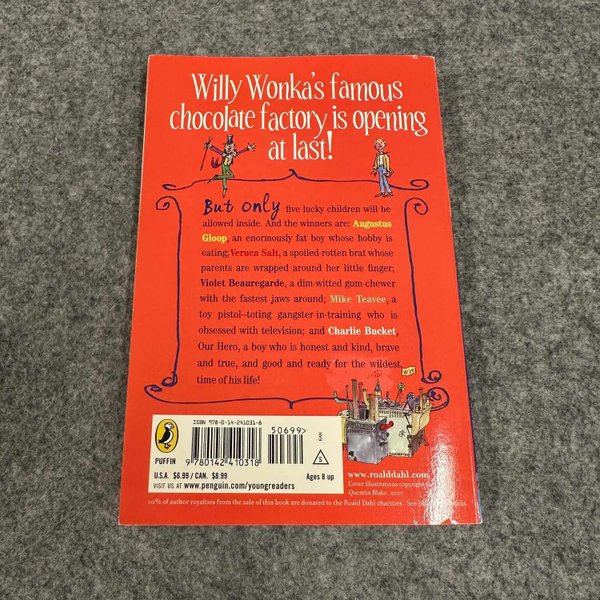 Willy Wonka's famous
chocolate factory is opening
at last!
But only five lucky children will be
allowed inside. And the winners are: Augustus
Gloop, an enormously fat boy whose hobby is
eating; Veruca Salt, a spoiled-rotten brat whose
parents are wrapped around her little finger;
Violet Beauregarde, a dim-witted gum-chewer
with the fastest jaws around; Mike Teavee, a
toy pistol-toting gangster-in-training who is
obsessed with television; and Charlie Bucket,
Our Hero, a boy who is honest and kind, brave
and true, and good and ready for the wildest
time of his life!
ISBN 978-0-14-241031-8
50699>
EAN
S
9780142410318
PUFFIN
U.S.A. $6.99 / CAN. $8.99
VISIT US AT www.penguin.com/youngreaders
Ages 8 up
www.roalddahl.com
Cover illustrations copyright
Quentin Blake, 2007
10% of author royalties from the sale of this book are donated to the Roald Dahl charities. See details